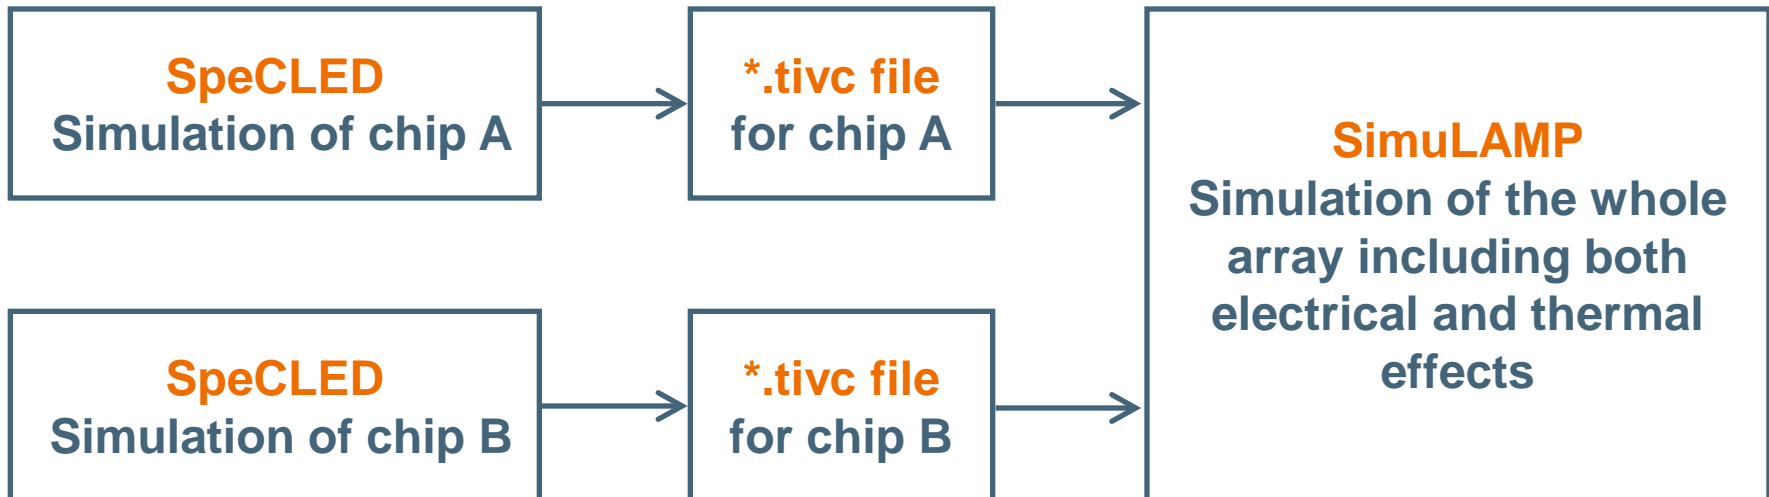 SpeCLED
Simulation of chip A
*.tivc file
for chip A
SimuLAMP
Simulation of the whole
array including both
electrical and thermal
effects
SpeCLED
Simulation of chip B
*.tivc file
for chip B